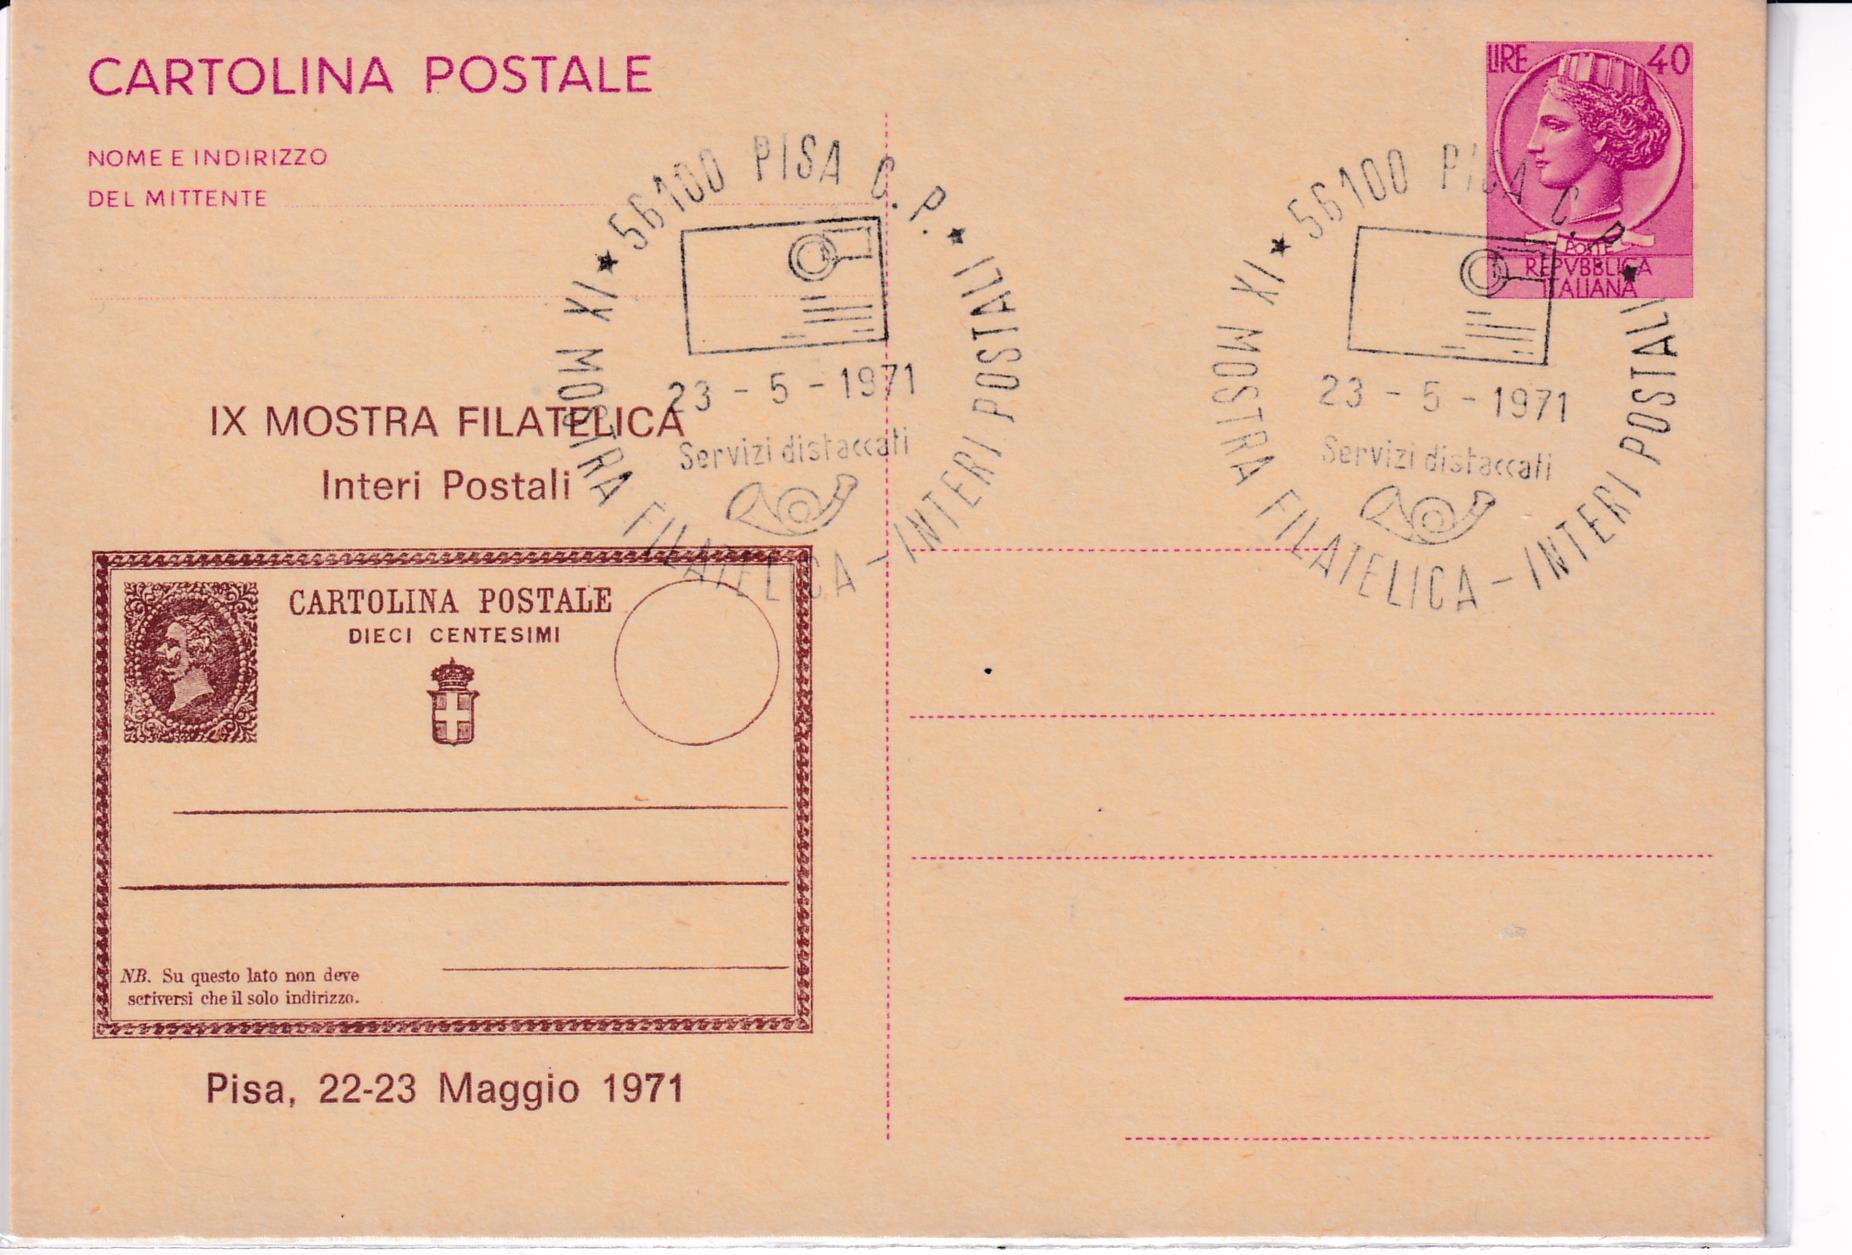 CARTOLINA POSTALE
NOME E INDIRIZZO
DEL MITTENTE
LIRE 40
POSTE
REPVBBLICA
ITALIANA
★ 56100 PISA C.P. ★
IX MOSTRA FILATELICA - INTERI POSTALI
23 - 5 - 1971
Servizi distaccati
★ 56100 PISA C.P. ★
IX MOSTRA FILATELICA - INTERI POSTALI
23 - 5 - 1971
Servizi distaccati
IX MOSTRA FILATELICA
Interi Postali
CARTOLINA POSTALE
DIECI CENTESIMI
NB. Su questo lato non deve
scriversi che il solo indirizzo.
Pisa, 22-23 Maggio 1971